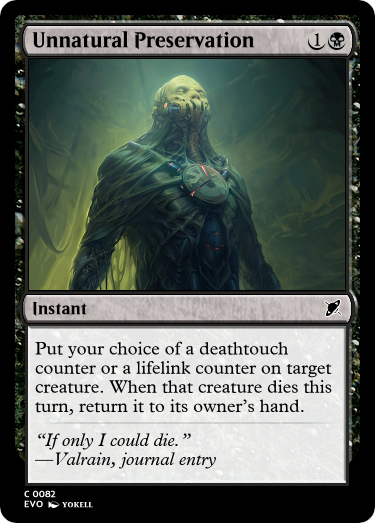 Unnatural Preservation 1
Instant
Put your choice of a deathtouch
counter or a lifelink counter on target
creature. When that creature dies this
turn, return it to its owner’s hand.
“If only I could die.”
—Valrain, journal entry
C 0082
EVO YOKELL